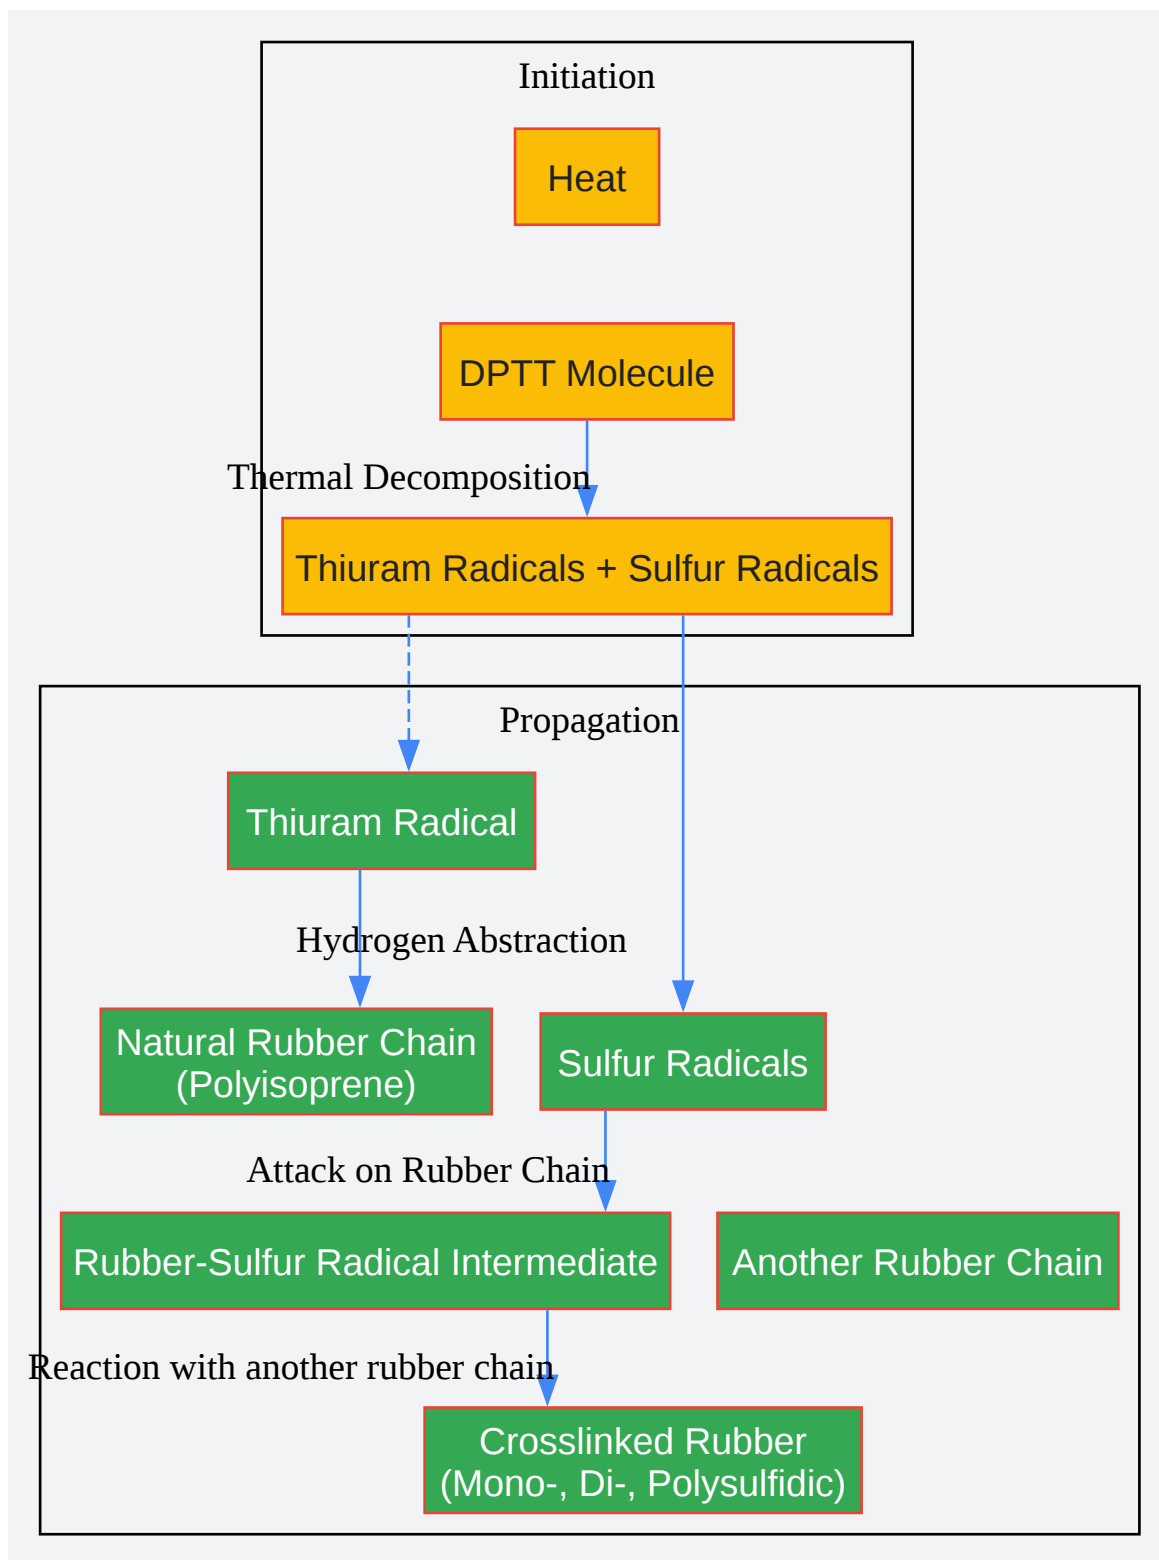 Initiation
Heat
DPTT Molecule
Thermal Decomposition
Thiuram Radicals + Sulfur Radicals
Propagation
Thiuram Radical
Hydrogen Abstraction
Natural Rubber Chain
(Polyisoprene)
Sulfur Radicals
Attack on Rubber Chain
Rubber-Sulfur Radical Intermediate
Another Rubber Chain
Reaction with another rubber chain
Crosslinked Rubber
(Mono-, Di-, Polysulfidic)